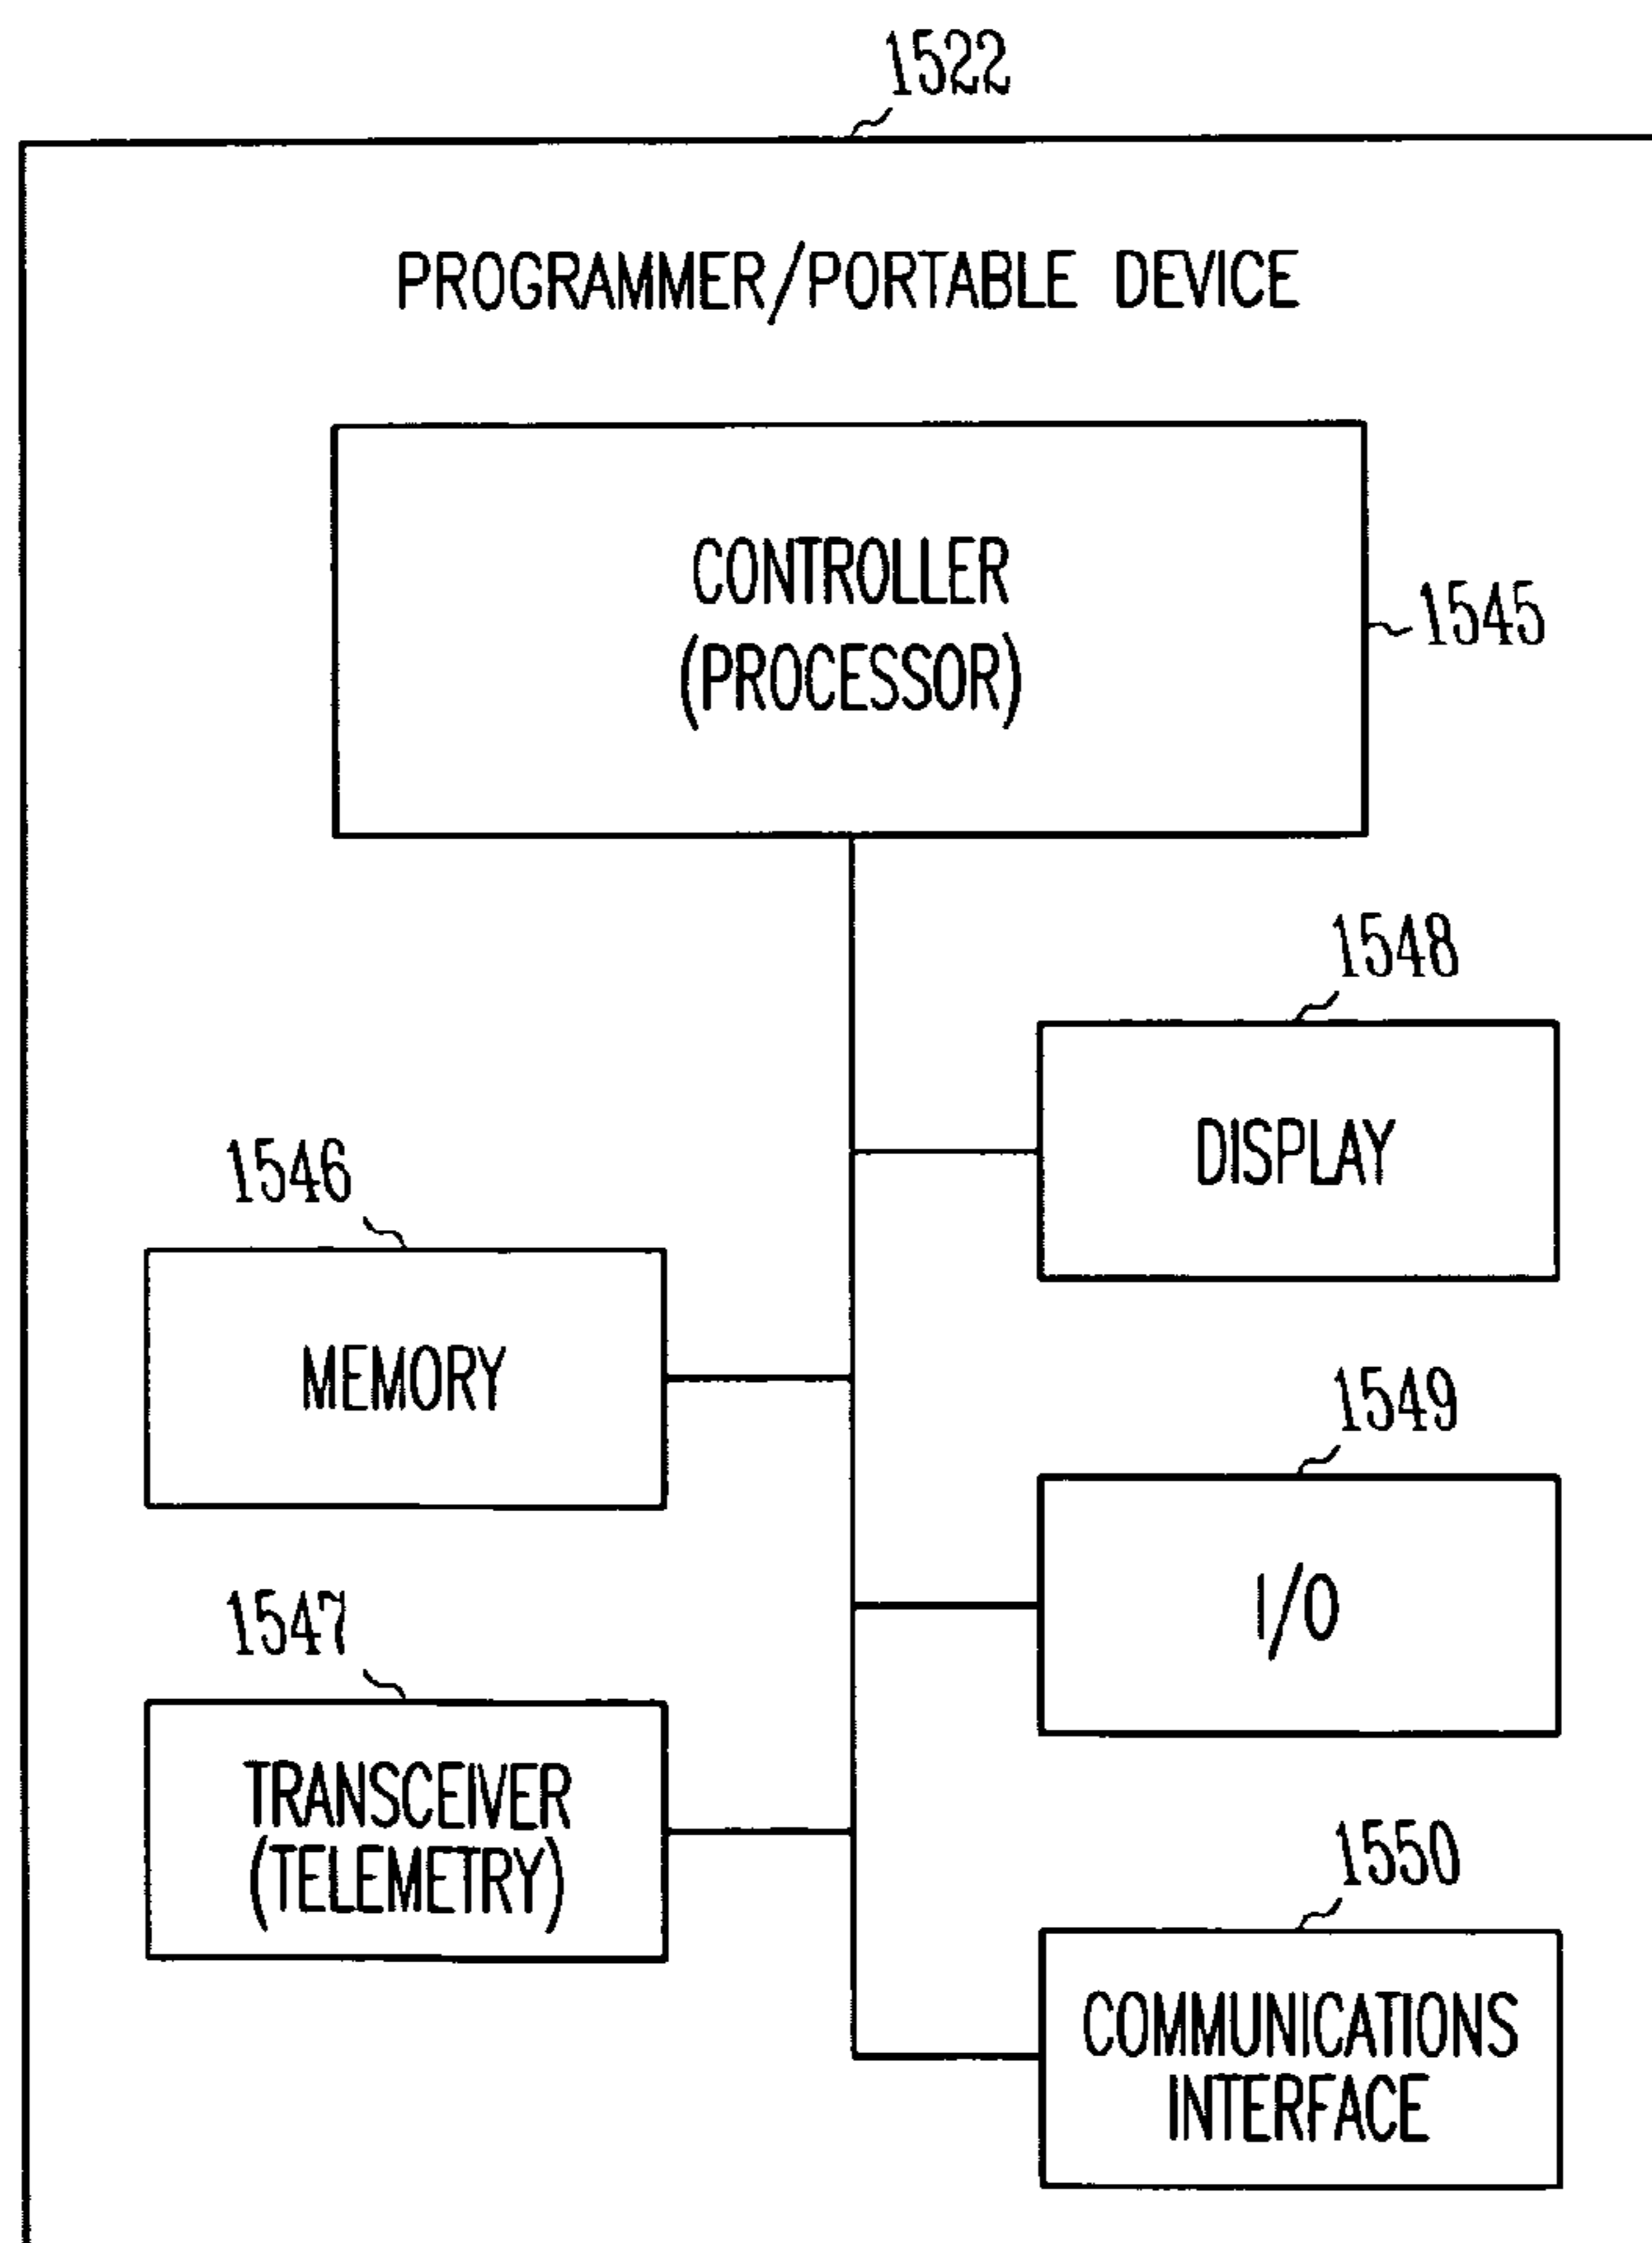 1522
PROGRAMMER/PORTABLE DEVICE
CONTROLLER
(PROCESSOR)
1545
1548
DISPLAY
1546
MEMORY
1549
I/O
1547
TRANSCEIVER
(TELEMETRY)
1550
COMMUNICATIONS
INTERFACE